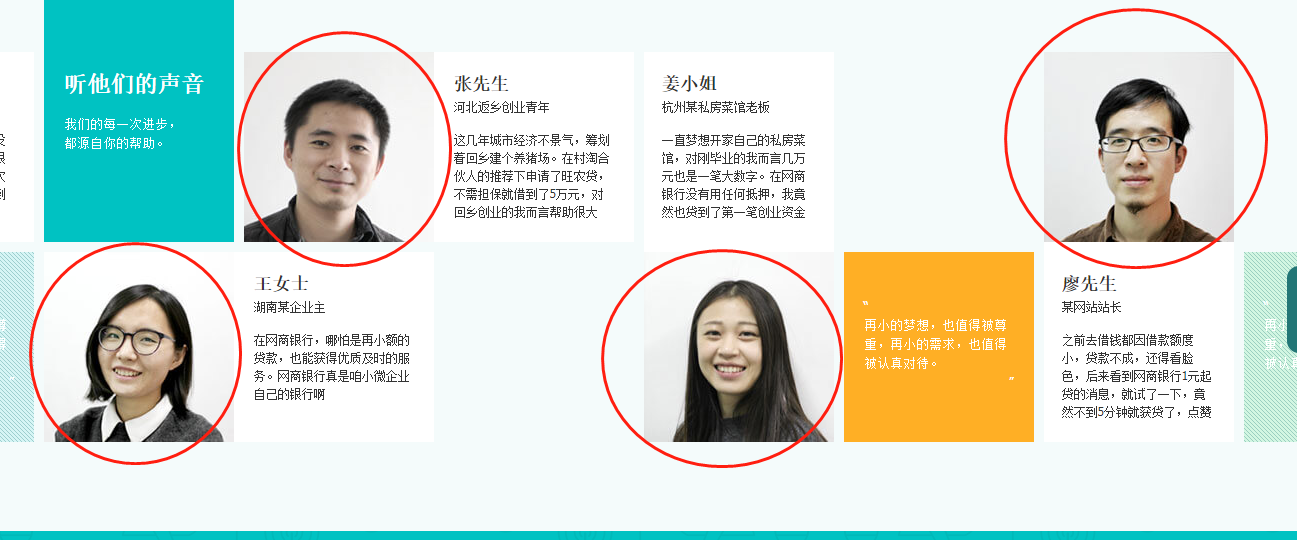 听他们的声音
我们的每一次进步，
都源自你的帮助。
张先生
河北返乡创业青年
这几年城市经济不景气，筹划
着回乡建个养猪场。在村淘合
伙人的推荐下申请了旺农贷，
不需担保就借到了5万元，对
回乡创业的我而言帮助很大
姜小姐
杭州某私房菜馆老板
一直梦想开家自己的私房菜
馆，对刚毕业的我而言几万
元也是一笔大数字。在网商
银行没有用任何抵押，我竟
然也贷到了第一笔创业资金
王女士
湖南某企业主
在网商银行，哪怕是再小额的
贷款，也能获得优质及时的服
务。网商银行真是咱小微企业
自己的银行啊
“
再小的梦想，也值得被尊
重，再小的需求，也值得
被认真对待。
”
廖先生
某网站站长
之前去借钱都因借款额度
小，贷款不成，还得看脸
色，后来看到网商银行1元起
贷的消息，就试了一下，竟
然不到5分钟就获贷了，点赞